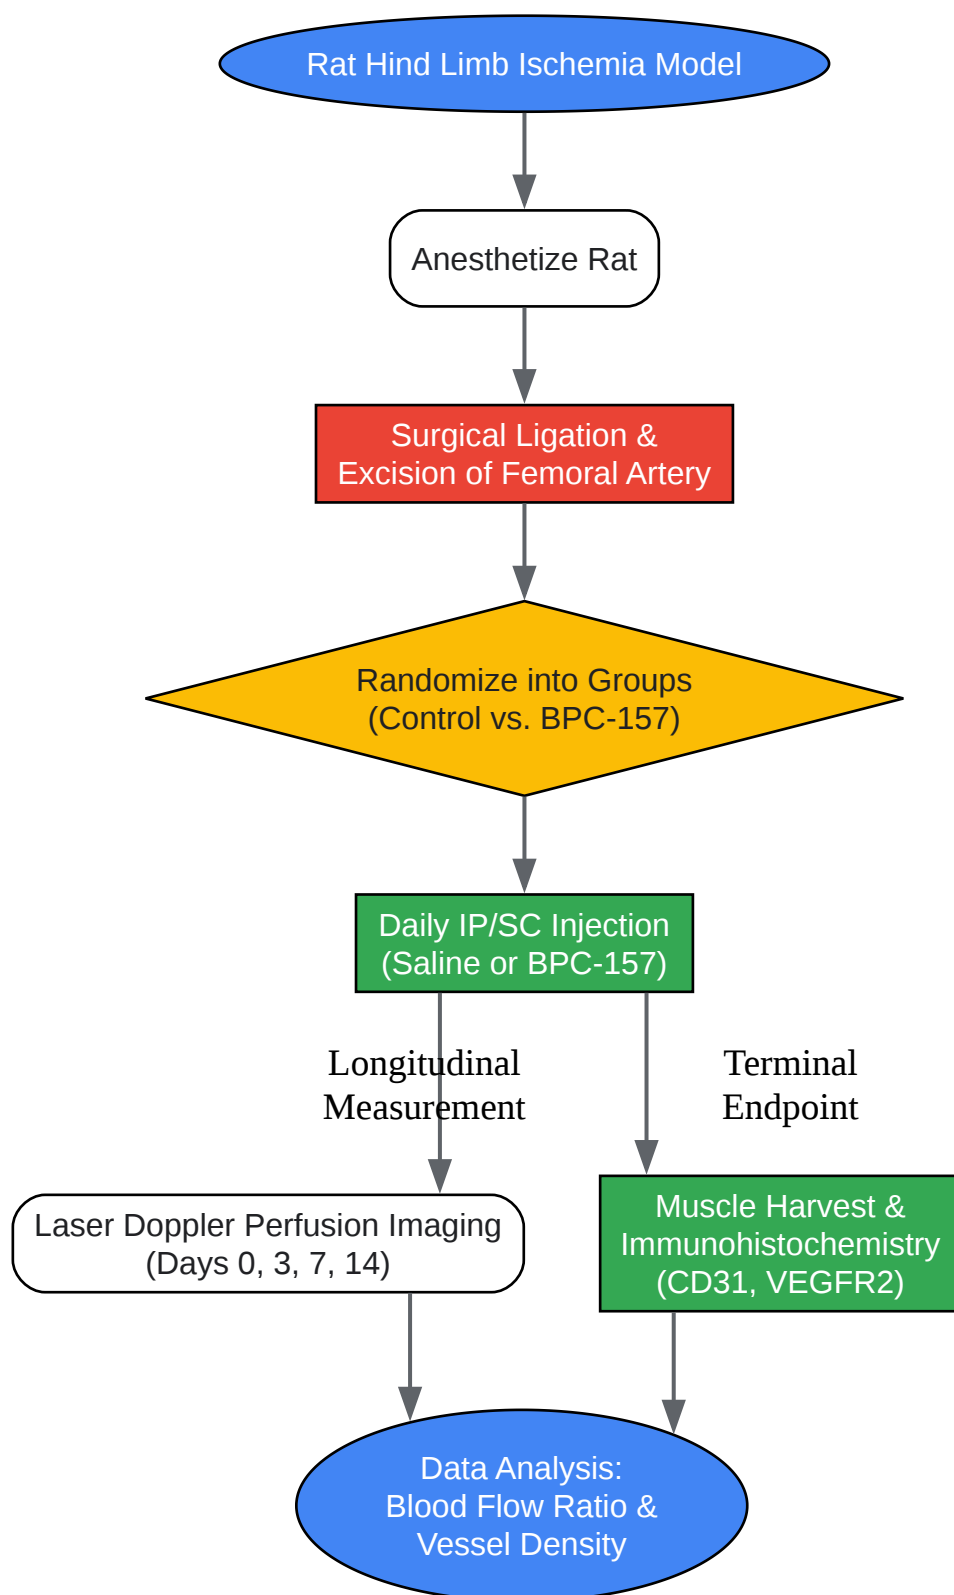 Rat Hind Limb Ischemia Model
Anesthetize Rat
Surgical Ligation &
Excision of Femoral Artery
Randomize into Groups
(Control vs. BPC-157)
Daily IP/SC Injection
(Saline or BPC-157)
Longitudinal
Measurement
Terminal
Endpoint
Laser Doppler Perfusion Imaging
(Days 0, 3, 7, 14)
Muscle Harvest &
Immunohistochemistry
(CD31, VEGFR2)
Data Analysis:
Blood Flow Ratio &
Vessel Density